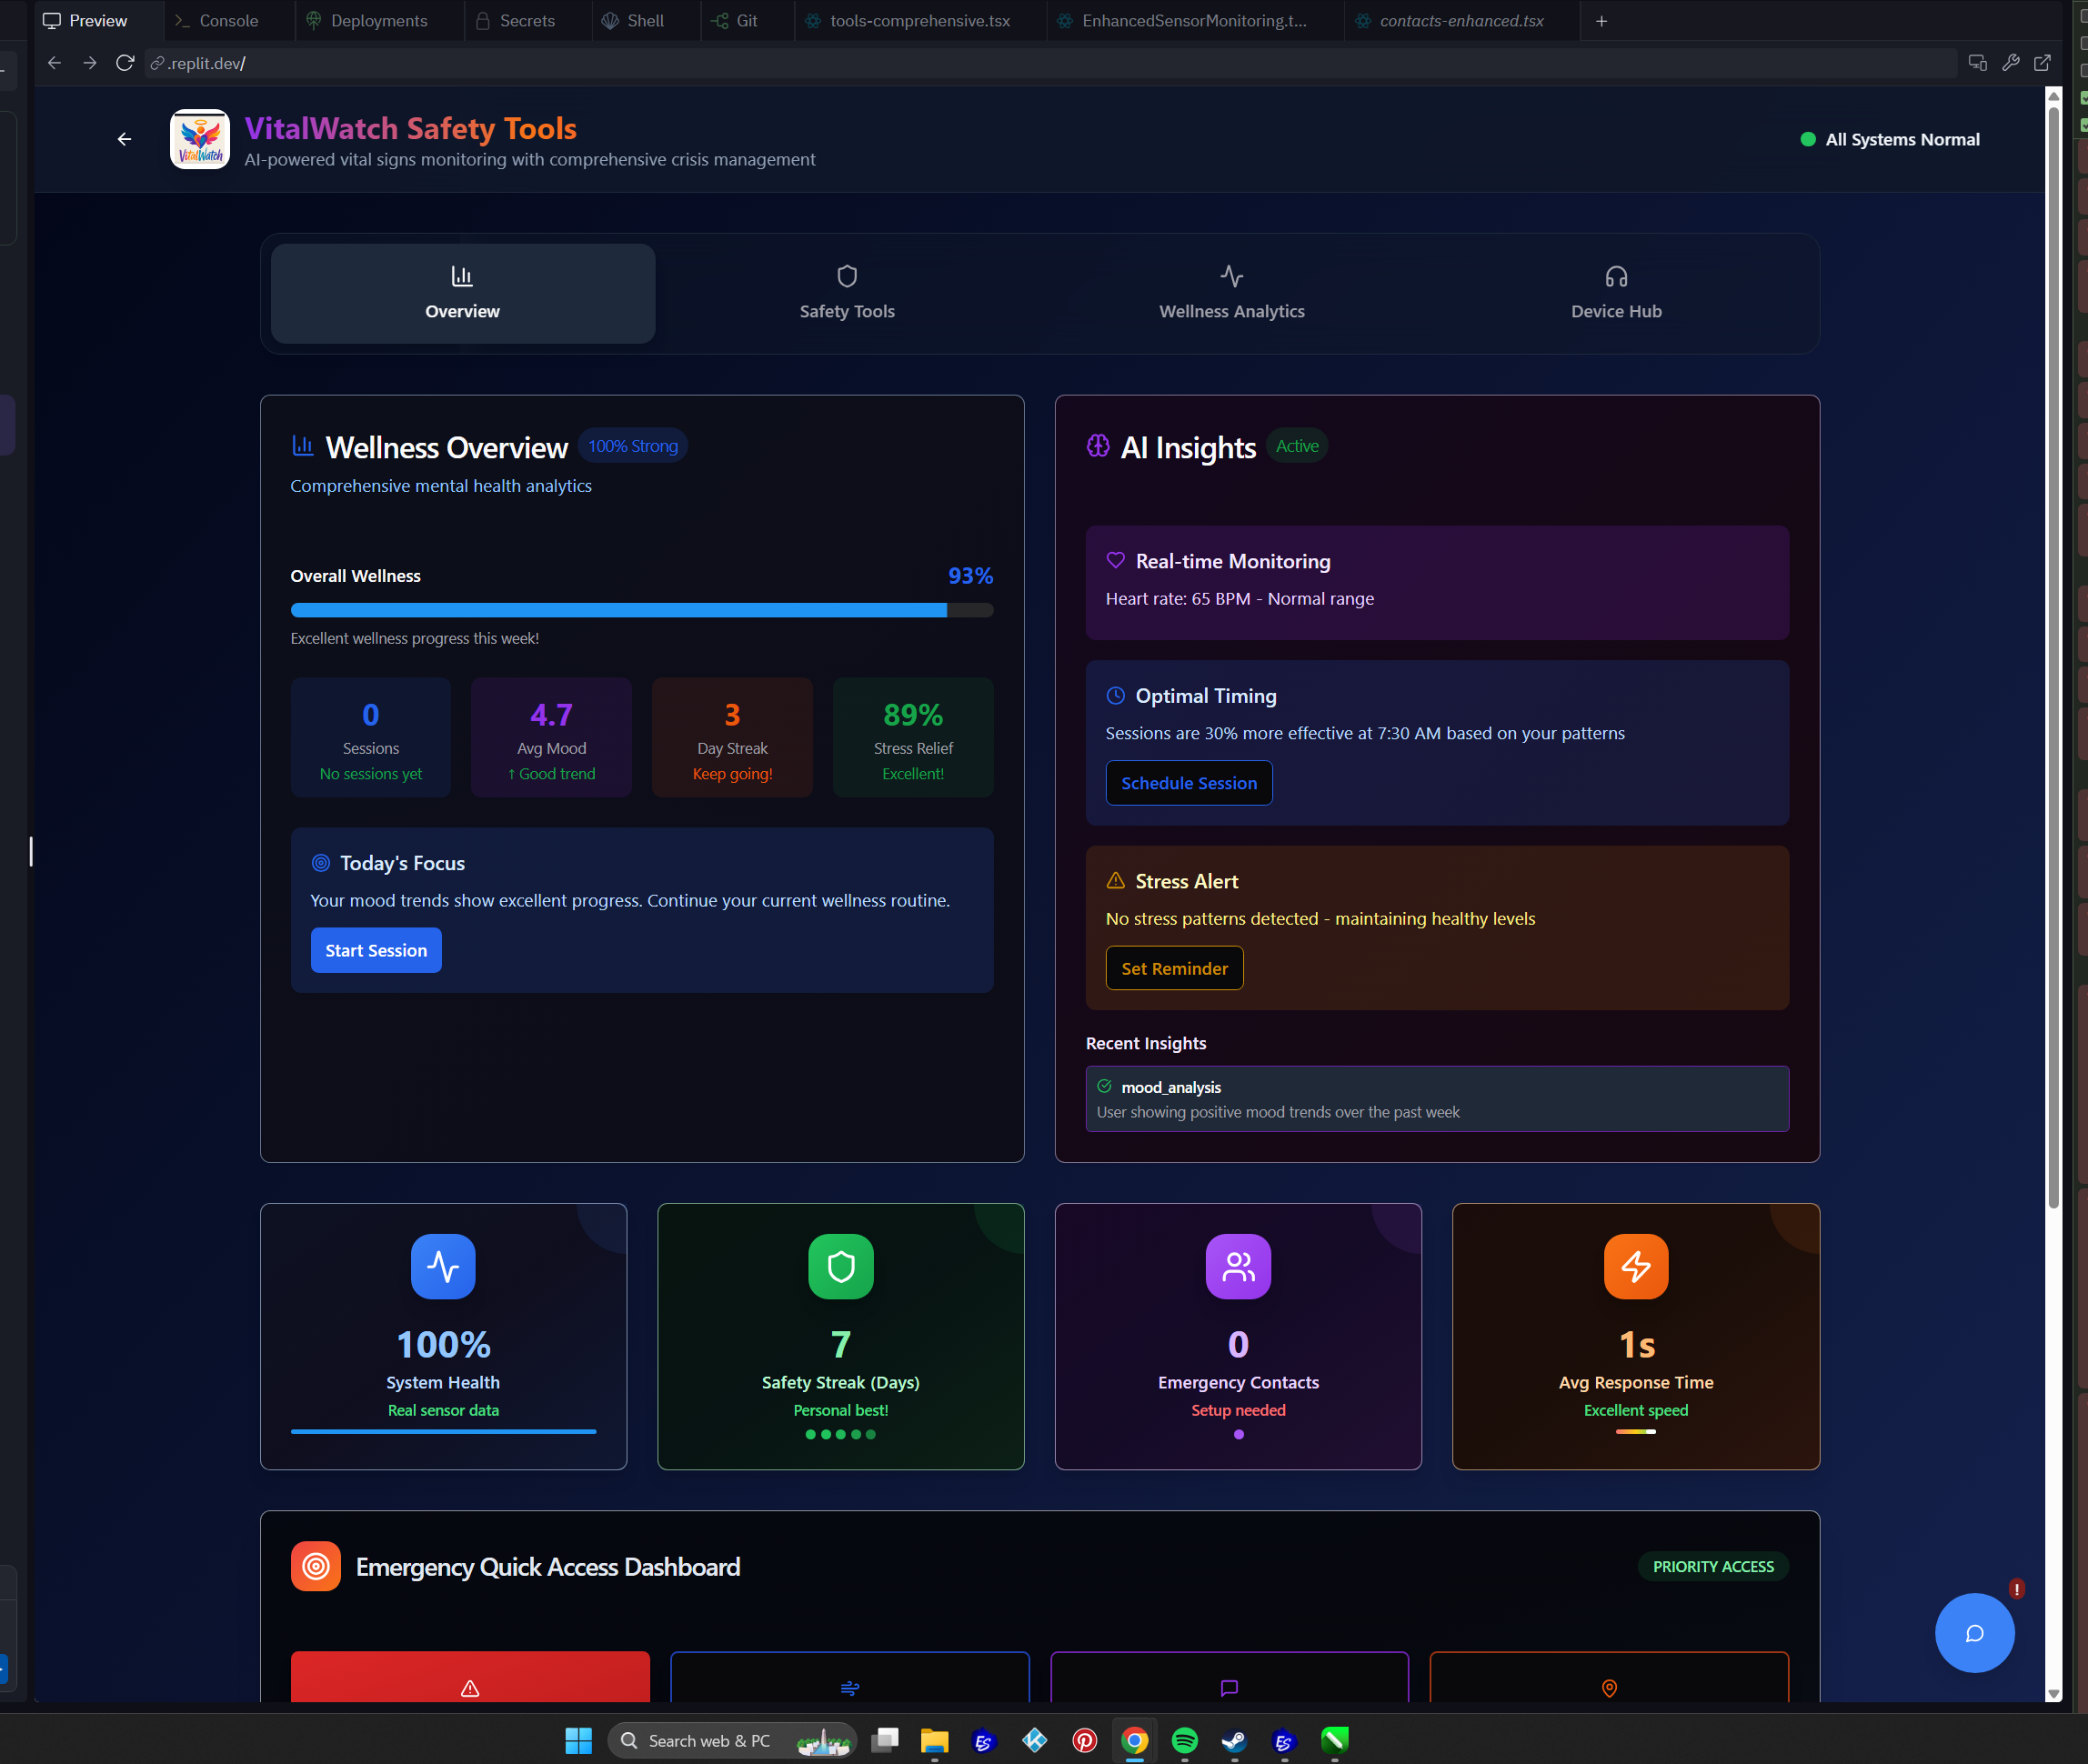 Preview
Console
Deployments
Secrets
Shell
Git
tools-comprehensive.tsx
EnhancedSensorMonitoring.t...
contacts-enhanced.tsx
.replit.dev/
VitalWatch
VitalWatch Safety Tools
AI-powered vital signs monitoring with comprehensive crisis management
All Systems Normal
Overview
Safety Tools
Wellness Analytics
Device Hub
Wellness Overview
100% Strong
Comprehensive mental health analytics
Overall Wellness
93%
Excellent wellness progress this week!
0
Sessions
No sessions yet
4.7
Avg Mood
↑ Good trend
3
Day Streak
Keep going!
89%
Stress Relief
Excellent!
Today's Focus
Your mood trends show excellent progress. Continue your current wellness routine.
Start Session
AI Insights
Active
Real-time Monitoring
Heart rate: 65 BPM - Normal range
Optimal Timing
Sessions are 30% more effective at 7:30 AM based on your patterns
Schedule Session
Stress Alert
No stress patterns detected - maintaining healthy levels
Set Reminder
Recent Insights
mood_analysis
User showing positive mood trends over the past week
100%
System Health
Real sensor data
7
Safety Streak (Days)
Personal best!
0
Emergency Contacts
Setup needed
1s
Avg Response Time
Excellent speed
Emergency Quick Access Dashboard
PRIORITY ACCESS
!
Search web & PC
ES
ES